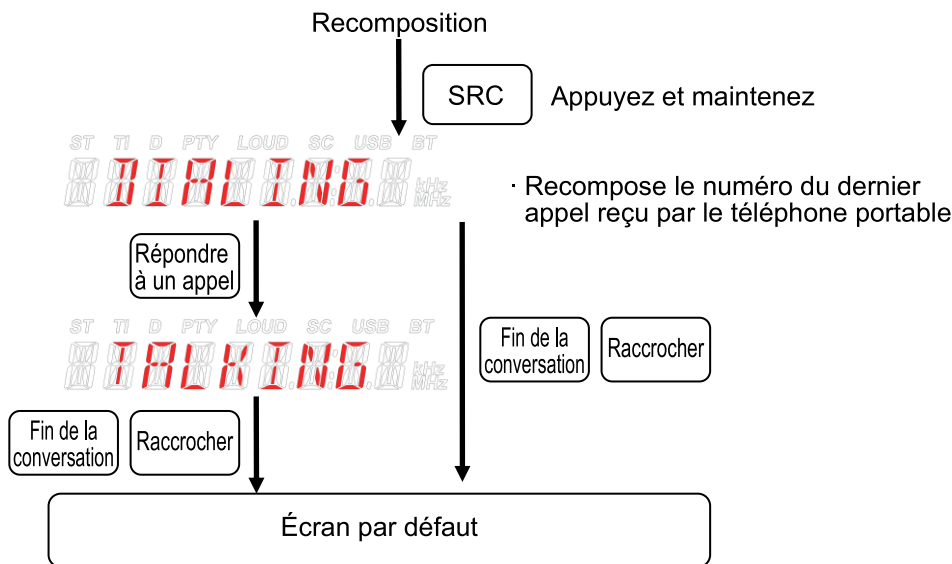 Recomposition
SRC
Appuyez et maintenez
ST TI D PTY LOUD SC USB BT
DIALING
kHz
MHz
· Recompose le numéro du dernier
appel reçu par le téléphone portable
Répondre
à un appel
ST TI D PTY LOUD SC USB BT
TALKING
kHz
MHz
Fin de la
conversation
Raccrocher
Fin de la
conversation
Raccrocher
Écran par défaut